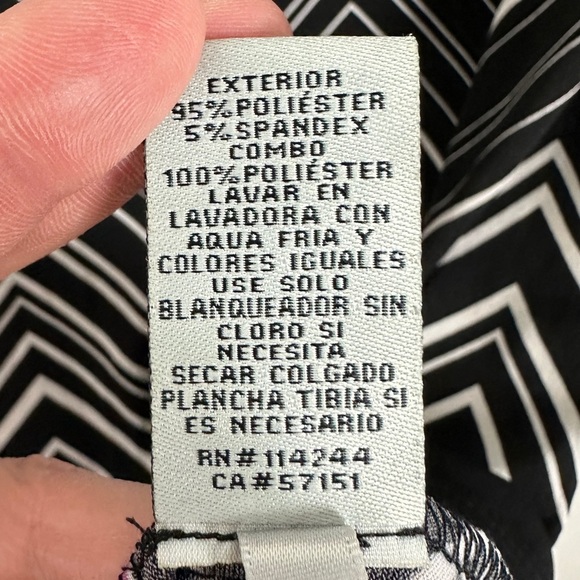 EXTERIOR
95%POLIÉSTER
5%SPANDEX
COMBO
100%POLIÉSTER
LAVAR EN
LAVADORA CON
AQUA FRIA Y
COLORES IGUALES
USE SOLO
BLANQUEADOR SIN
CLORO SI
NECESITA
SECAR COLGADO
PLANCHA TIBIA SI
ES NECESARIO
RN#114244
CA#57151